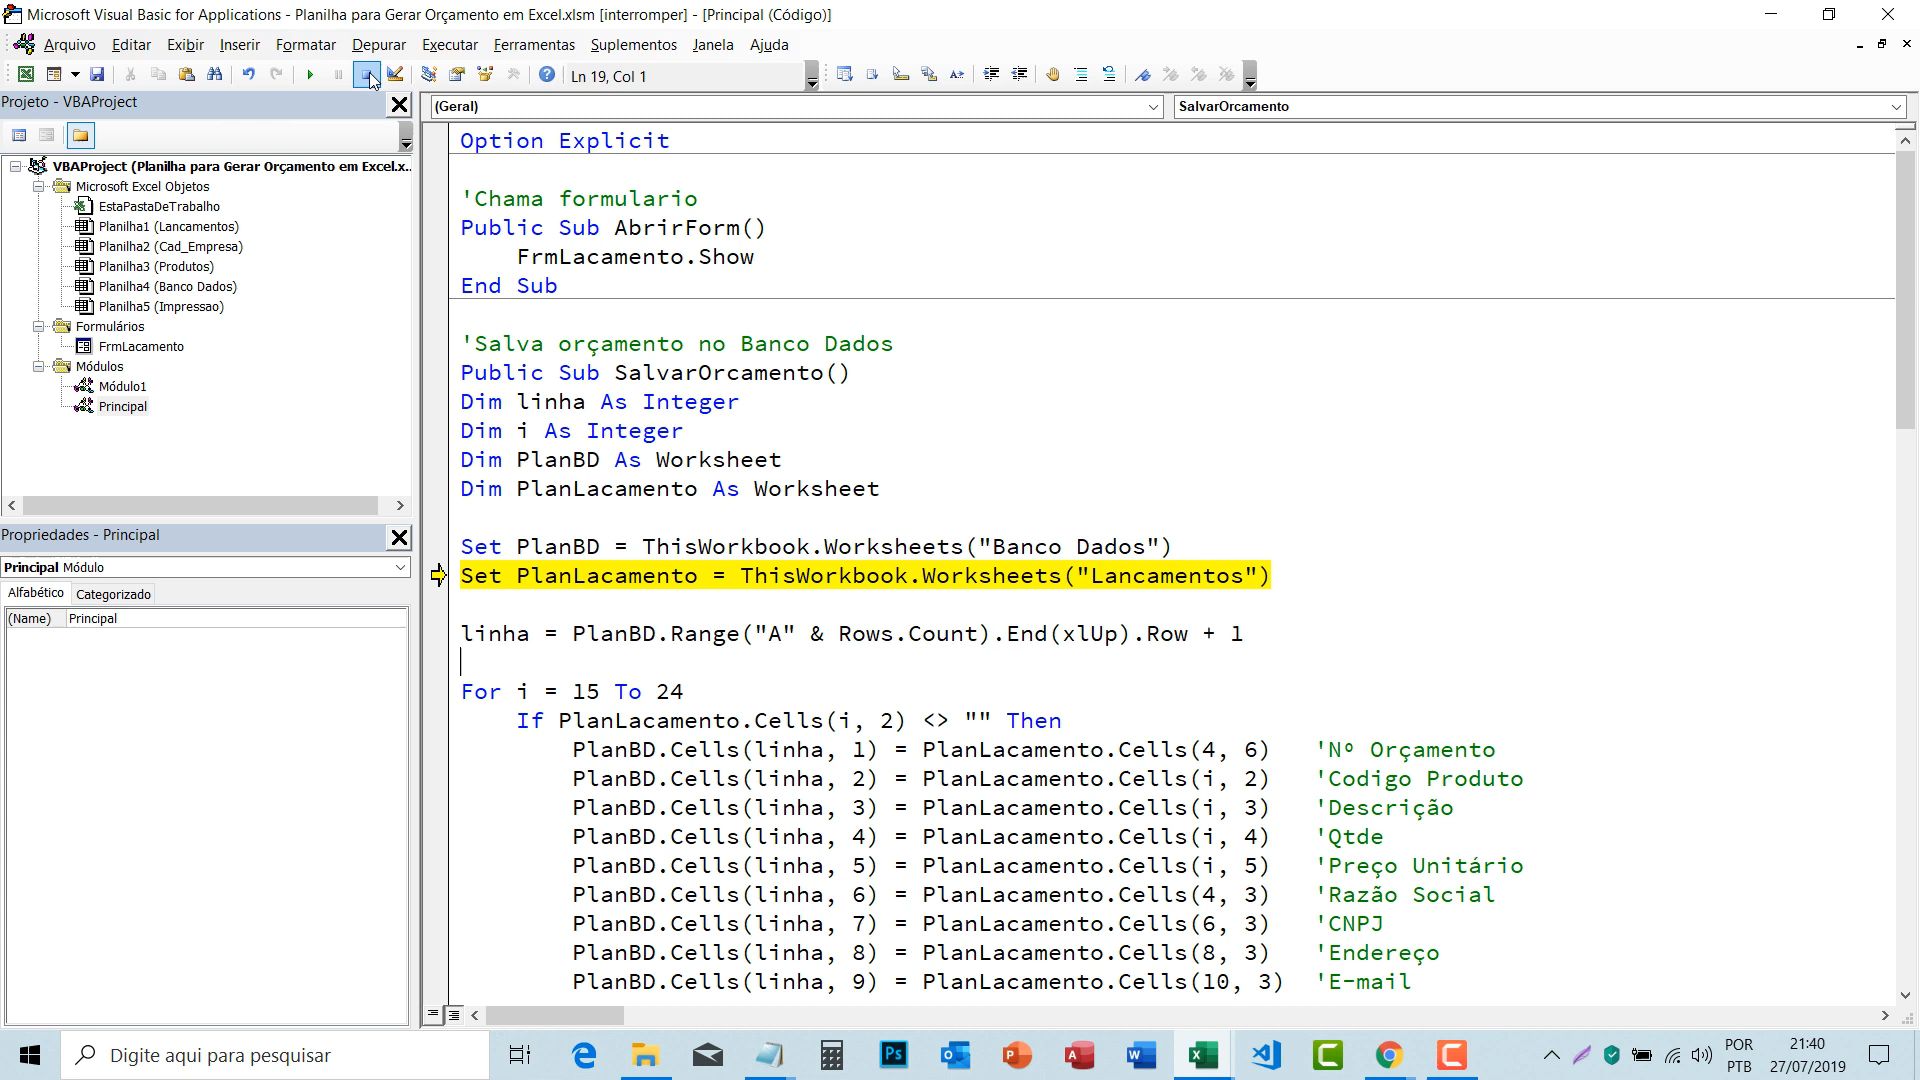 Microsoft Visual Basic for Applications - Planilha para Gerar Orçamento em Excel.xlsm [interromper] - [Principal (Código)]
Arquivo Editar Exibir Inserir Formatar Depurar Executar Ferramentas Suplementos Janela Ajuda
Ln 19, Col 1
Projeto - VBAProject
VBAProject (Planilha para Gerar Orçamento em Excel.x..
Microsoft Excel Objetos
EstaPastaDeTrabalho
Planilha1 (Lancamentos)
Planilha2 (Cad_Empresa)
Planilha3 (Produtos)
Planilha4 (Banco Dados)
Planilha5 (Impressao)
Formulários
FrmLacamento
Módulos
Módulo1
Principal
Propriedades - Principal
Principal Módulo
Alfabético Categorizado
(Name) Principal
(Geral) SalvarOrcamento
Option Explicit
'Chama formulario
Public Sub AbrirForm()
FrmLacamento.Show
End Sub
'Salva orçamento no Banco Dados
Public Sub SalvarOrcamento()
Dim linha As Integer
Dim i As Integer
Dim PlanBD As Worksheet
Dim PlanLacamento As Worksheet
Set PlanBD = ThisWorkbook.Worksheets("Banco Dados")
Set PlanLacamento = ThisWorkbook.Worksheets("Lancamentos")
linha = PlanBD.Range("A" & Rows.Count).End(xlUp).Row + 1
For i = 15 To 24
If PlanLacamento.Cells(i, 2) <> "" Then
PlanBD.Cells(linha, 1) = PlanLacamento.Cells(4, 6) 'Nº Orçamento
PlanBD.Cells(linha, 2) = PlanLacamento.Cells(i, 2) 'Codigo Produto
PlanBD.Cells(linha, 3) = PlanLacamento.Cells(i, 3) 'Descrição
PlanBD.Cells(linha, 4) = PlanLacamento.Cells(i, 4) 'Qtde
PlanBD.Cells(linha, 5) = PlanLacamento.Cells(i, 5) 'Preço Unitário
PlanBD.Cells(linha, 6) = PlanLacamento.Cells(4, 3) 'Razão Social
PlanBD.Cells(linha, 7) = PlanLacamento.Cells(6, 3) 'CNPJ
PlanBD.Cells(linha, 8) = PlanLacamento.Cells(8, 3) 'Endereço
PlanBD.Cells(linha, 9) = PlanLacamento.Cells(10, 3) 'E-mail
Digite aqui para pesquisar
Ps
POR
PTB
21:40
27/07/2019